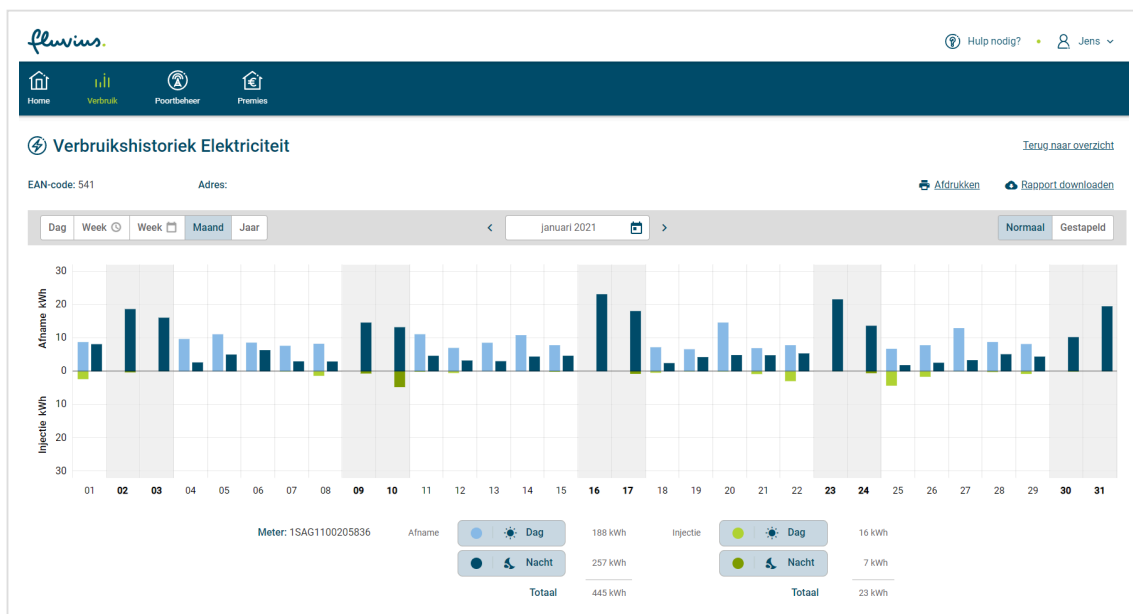 fluvius.
Hulp nodig? • Jens
Home Verbruik Poortbeheer Premies
Verbruikshistoriek Elektriciteit
Terug naar overzicht
EAN-code: 541 Adres: Afdrukken Rapport downloaden
Dag Week Week Maand Jaar < januari 2021 > Normaal Gestapeld
Afname kWh
30
20
10
0
Injectie kWh
10
20
30
01 02 03 04 05 06 07 08 09 10 11 12 13 14 15 16 17 18 19 20 21 22 23 24 25 26 27 28 29 30 31
Meter: 1SAG1100205836 Afname Dag 188 kWh Injectie Dag 16 kWh
Nacht 257 kWh Nacht 7 kWh
Totaal 445 kWh Totaal 23 kWh